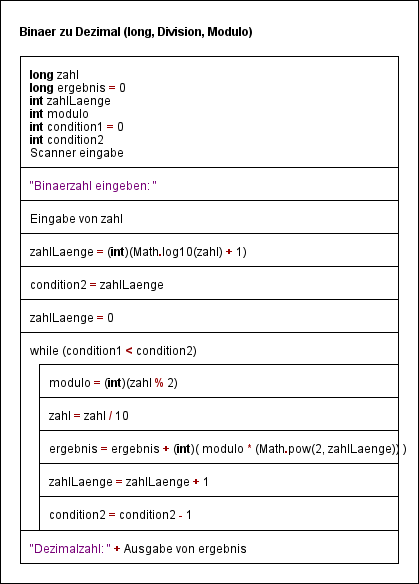 Binaer zu Dezimal (long, Division, Modulo)
long zahl
long ergebnis = 0
int zahlLaenge
int modulo
int condition1 = 0
int condition2
Scanner eingabe
"Binaerzahl eingeben: "
Eingabe von zahl
zahlLaenge = (int)(Math.log10(zahl) + 1)
condition2 = zahlLaenge
zahlLaenge = 0
while (condition1 < condition2)
modulo = (int)(zahl % 2)
zahl = zahl / 10
ergebnis = ergebnis + (int)( modulo * (Math.pow(2, zahlLaenge)) )
zahlLaenge = zahlLaenge + 1
condition2 = condition2 - 1
"Dezimalzahl: " + Ausgabe von ergebnis